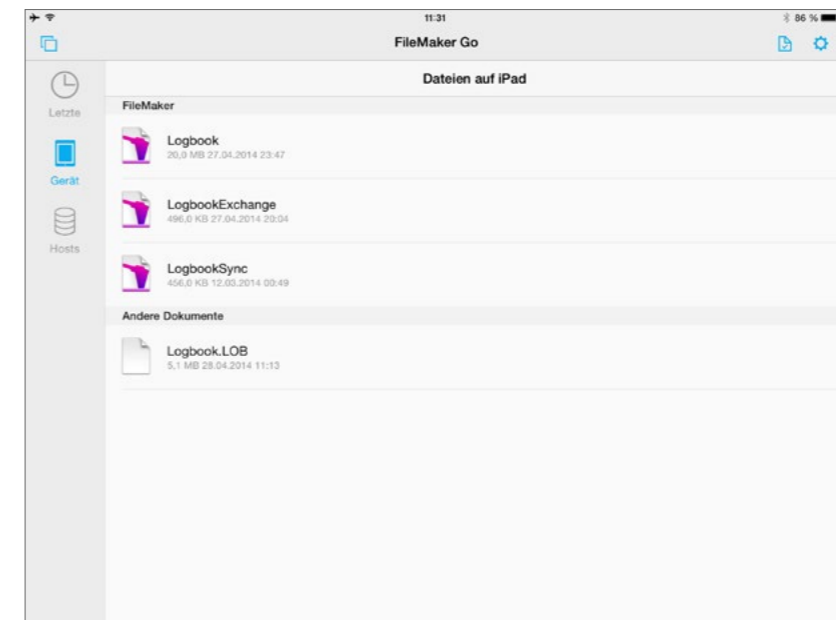 11:31
86 %
FileMaker Go
Dateien auf iPad
Letzte
Gerät
Hosts
FileMaker
Logbook
20,0 MB 27.04.2014 23:47
LogbookExchange
496,0 KB 27.04.2014 20:04
LogbookSync
456,0 KB 12.03.2014 00:49
Andere Dokumente
Logbook.LOB
5,1 MB 28.04.2014 11:13